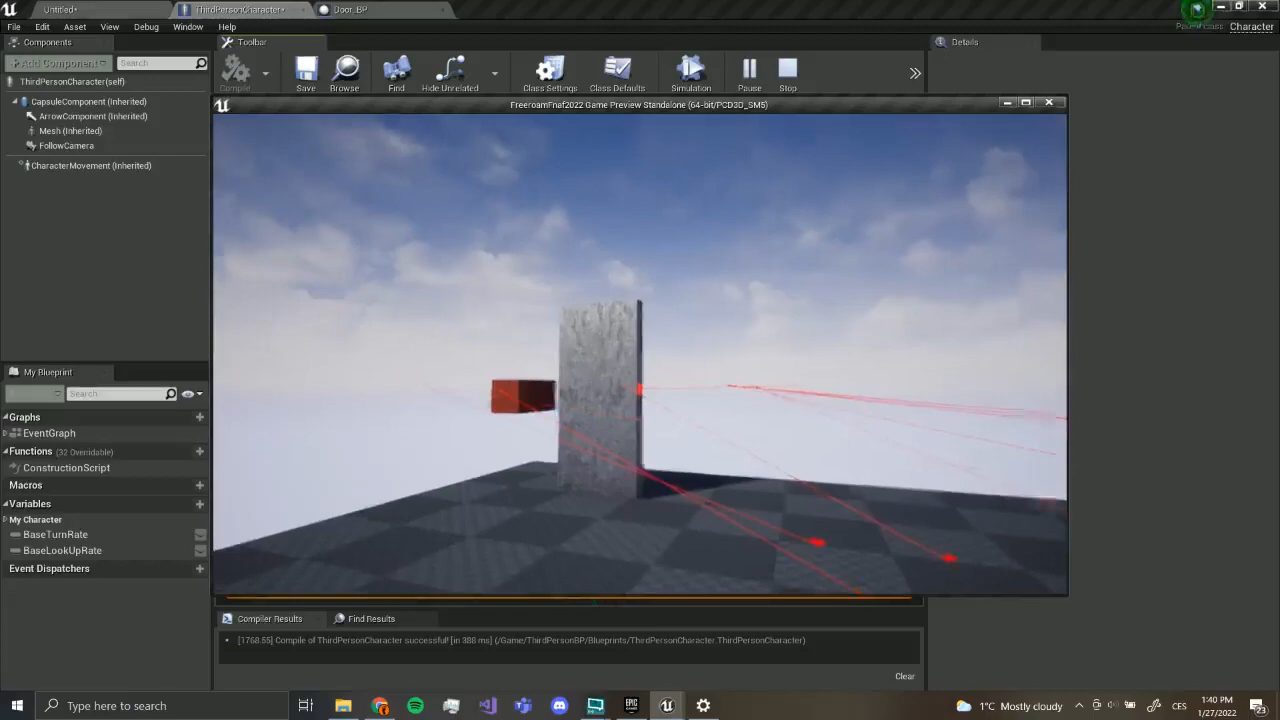 Untitled*
ThirdPersonCharacter*
Door_BP
File Edit Asset View Debug Window Help
Character
Components
Toolbar
Details
+Add Component
Search
Compile
Save
Browse
Find
Hide Unrelated
Class Settings
Class Defaults
Simulation
Pause
Stop
ThirdPersonCharacter(self)
CapsuleComponent (Inherited)
ArrowComponent (Inherited)
Mesh (Inherited)
FollowCamera
CharacterMovement (Inherited)
FreeroamFnaf2022 Game Preview Standalone (64-bit/PCD3D_SM5)
My Blueprint
Search
Graphs
EventGraph
Functions (32 Overridable)
ConstructionScript
Macros
Variables
My Character
BaseTurnRate
BaseLookUpRate
Event Dispatchers
Compiler Results
Find Results
[1768.55] Compile of ThirdPersonCharacter successful! [in 388 ms] (/Game/ThirdPersonBP/Blueprints/ThirdPersonCharacter.ThirdPersonCharacter)
Clear
Type here to search
EPIC GAMES
1°C Mostly cloudy
CES
1:40 PM
1/27/2022
23